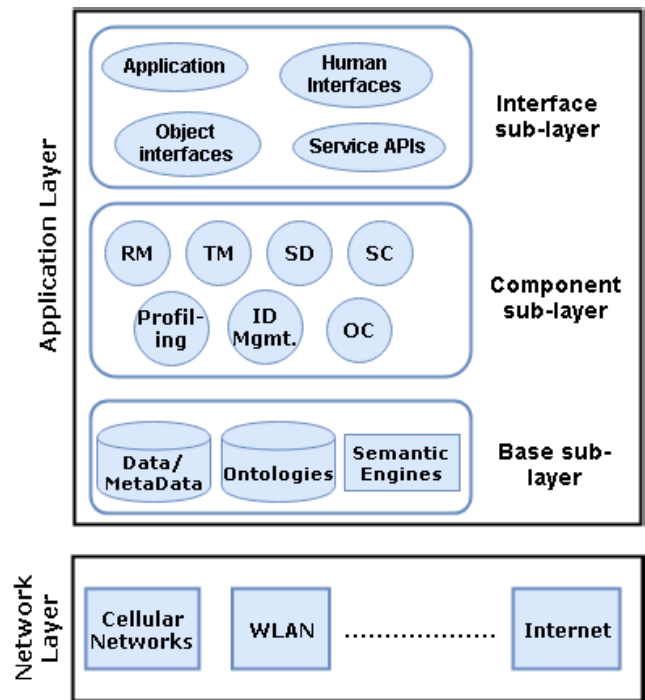 Application Layer
Application
Human
Interfaces
Object
interfaces
Service APIs
Interface
sub-layer
RM
TM
SD
SC
Profil-
ing
ID
Mgmt.
OC
Component
sub-layer
Data/
MetaData
Ontologies
Semantic
Engines
Base sub-
layer
Network
Layer
Cellular
Networks
WLAN
......................
Internet